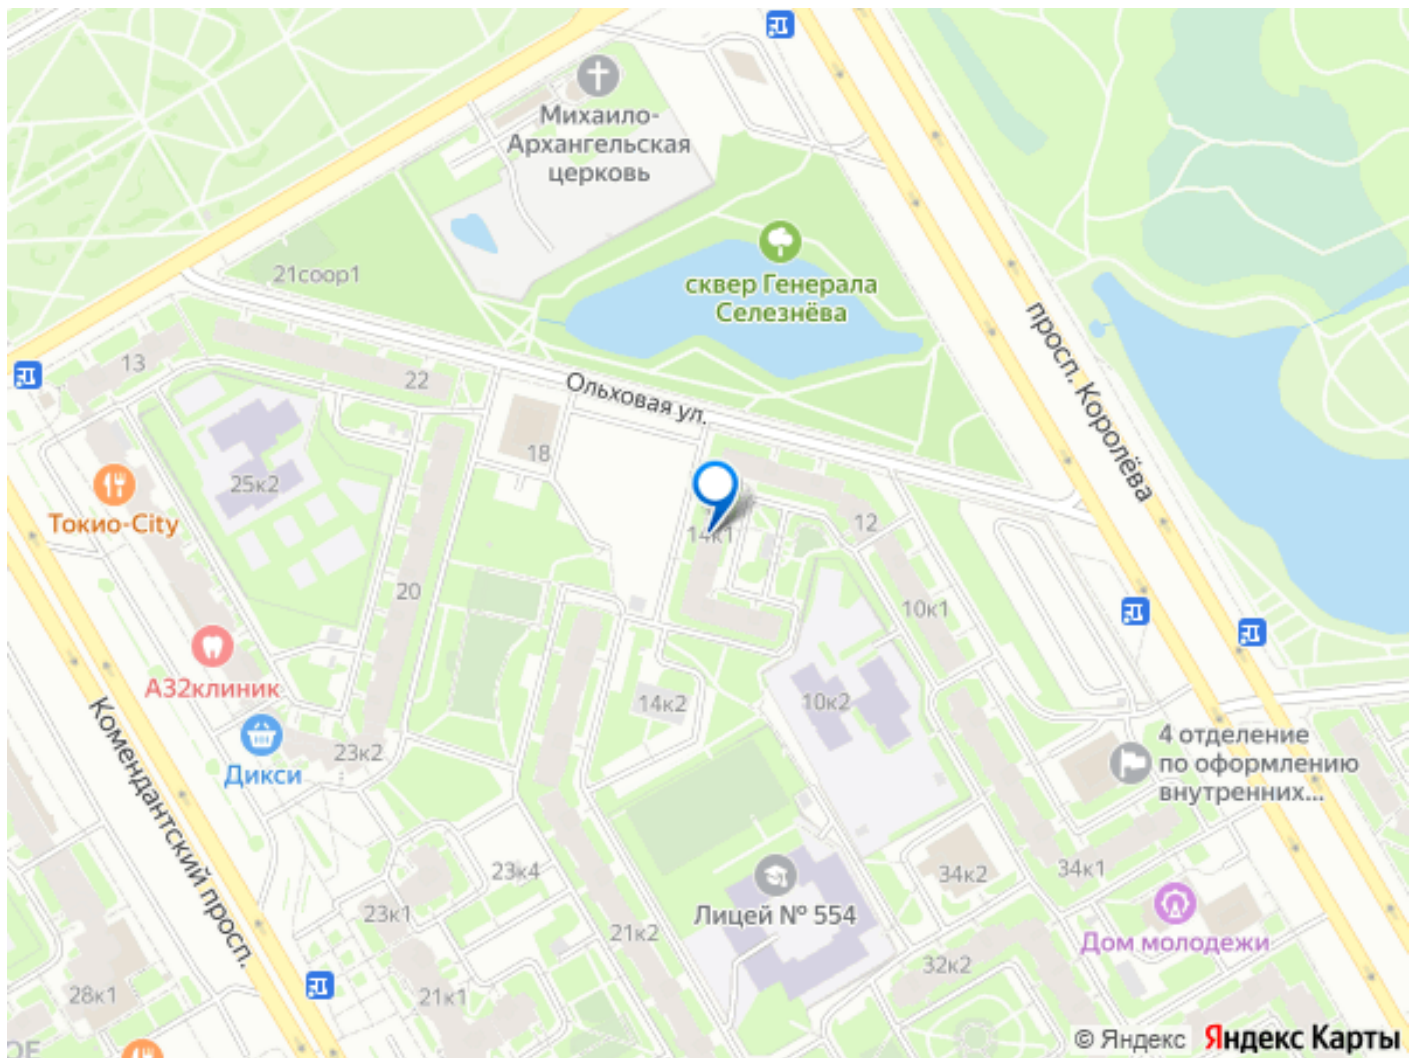 Михаило-
Архангельская
церковь
сквер Генерала
Селезнёва
21соор1
просп. Королёва
13
22
Ольховая ул.
18
25к2
Токио-City
14к1
12
20
10к1
А32клиник
14к2
10к2
23к2
Дикси
4 отделение
по оформлению
внутренних...
Комендантский просп.
23к4
34к2
34к1
Лицей № 554
23к1
21к2
Дом молодежи
32к2
28к1
21к1
© Яндекс Яндекс Карты